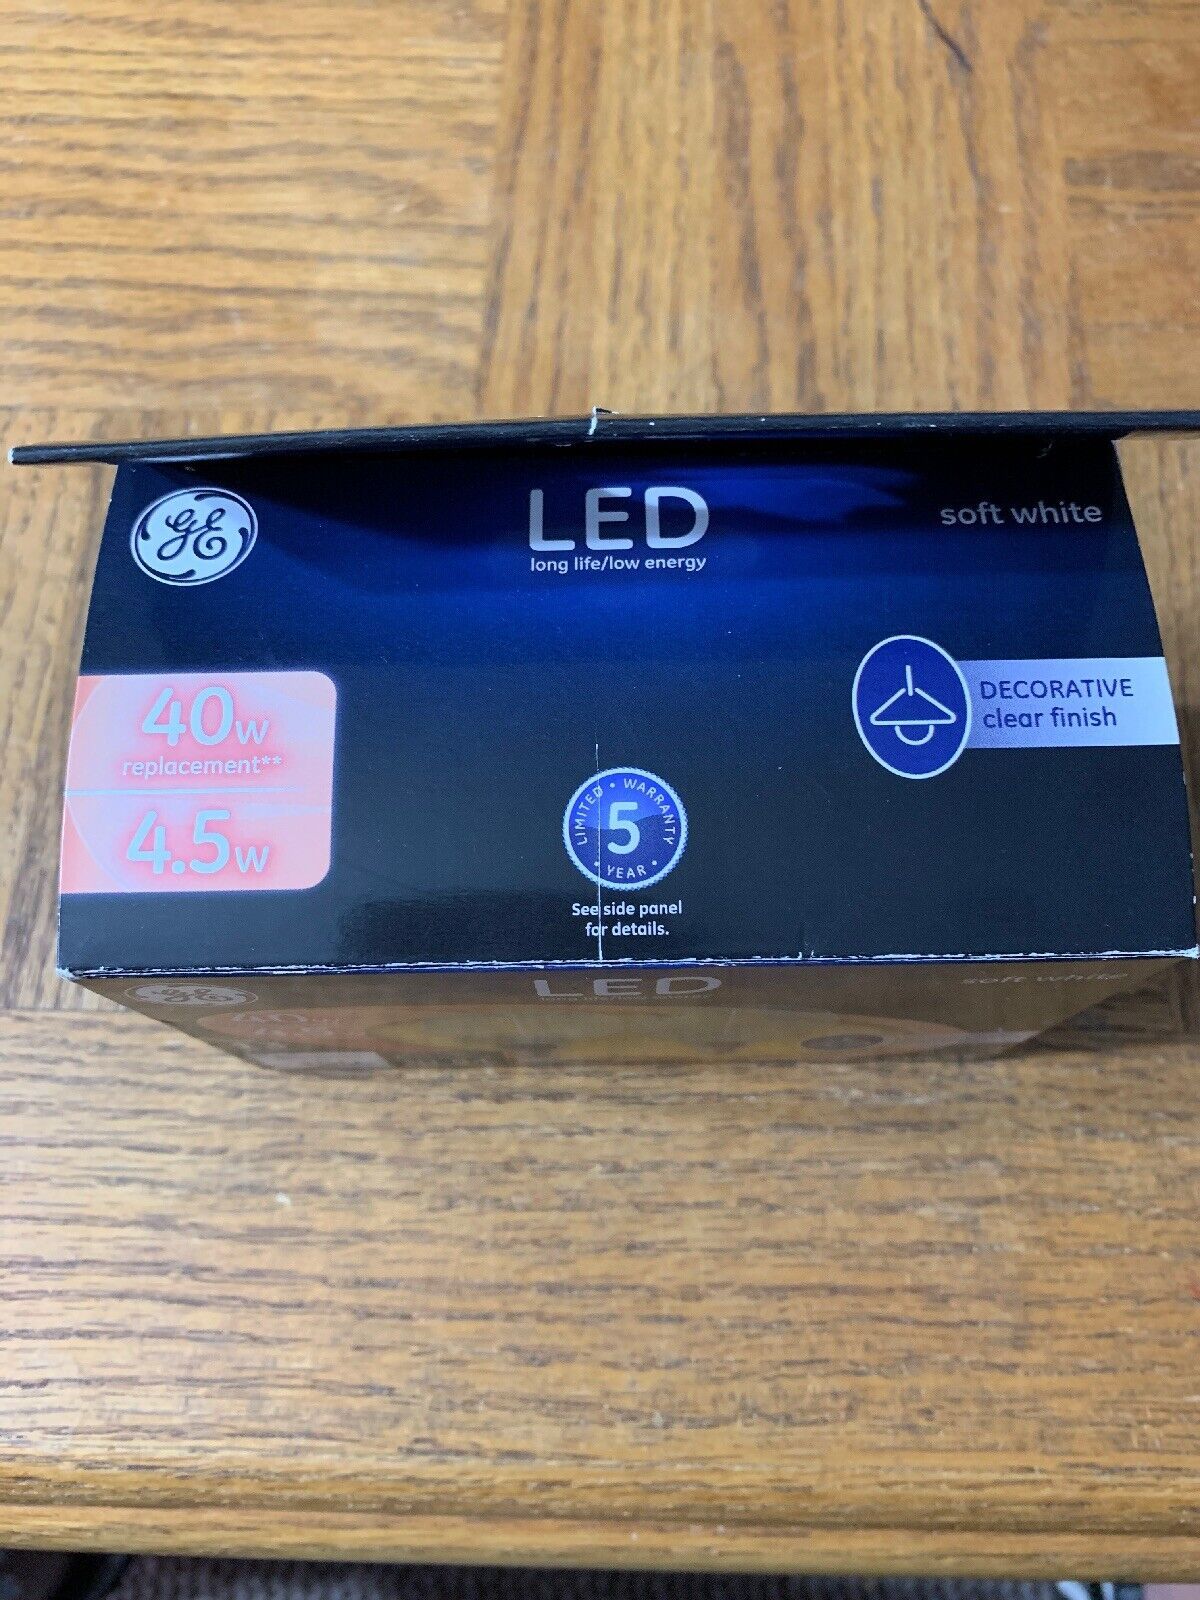 GE
LED
long life/low energy
soft white
40w
replacement**
4.5w
DECORATIVE
clear finish
LIMITED • WARRANTY
5
• YEAR •
See side panel
for details.
GE
LED
soft white